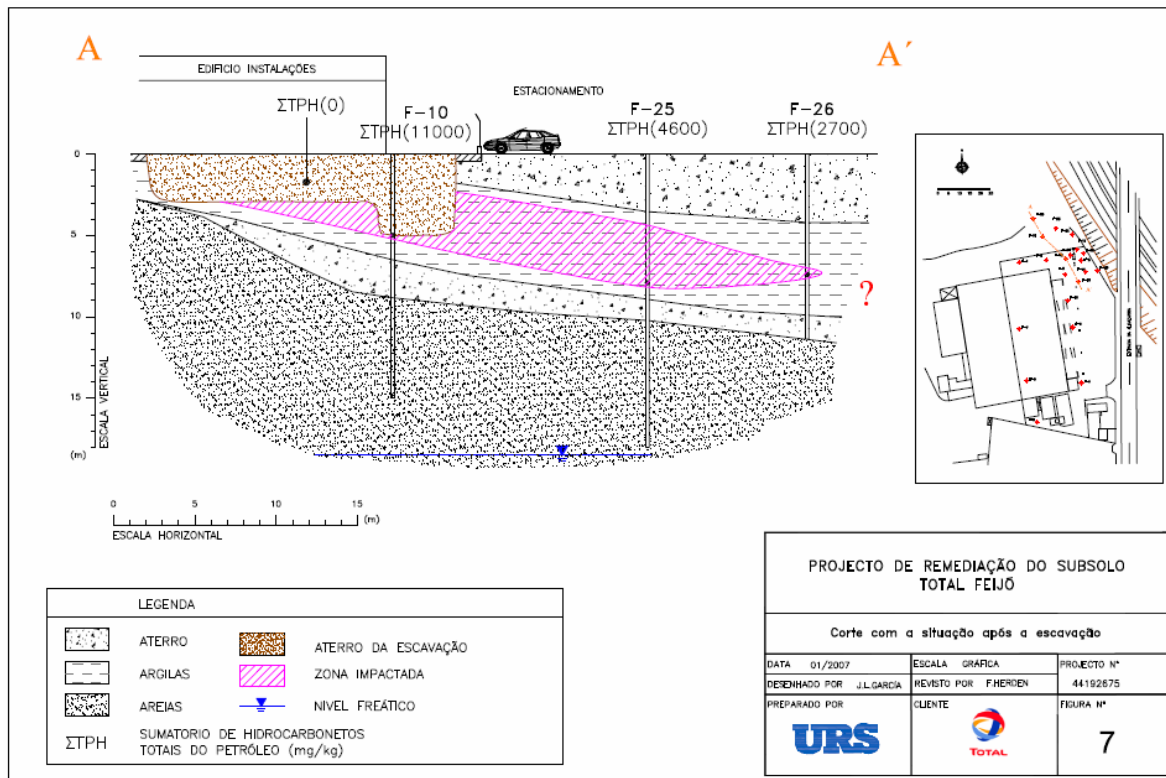 A
A´
EDIFICIO INSTALAÇÕES
ESTACIONAMENTO
ΣTPH(0)
F-10
ΣTPH(11000)
F-25
ΣTPH(4600)
F-26
ΣTPH(2700)
0
5
10
15
(m)
ESCALA VERTICAL
?
0 5 10 15 (m)
ESCALA HORIZONTAL
LEGENDA
ATERRO
ARGILAS
AREIAS
ΣTPH
SUMATORIO DE HIDROCARBONETOS
TOTAIS DO PETRÓLEO (mg/kg)
ATERRO DA ESCAVAÇÃO
ZONA IMPACTADA
NIVEL FREÁTICO
PROJECTO DE REMEDIAÇÃO DO SUBSOLO
TOTAL FEIJÓ
Corte com a situação após a escavação
DATA 01/2007
ESCALA GRÁFICA
PROJECTO Nº
DESENHADO POR J.L.GARCÍA
REVISTO POR F.HERDEN
44192675
PREPARADO POR
CLIENTE
FIGURA Nº
URS
TOTAL
7